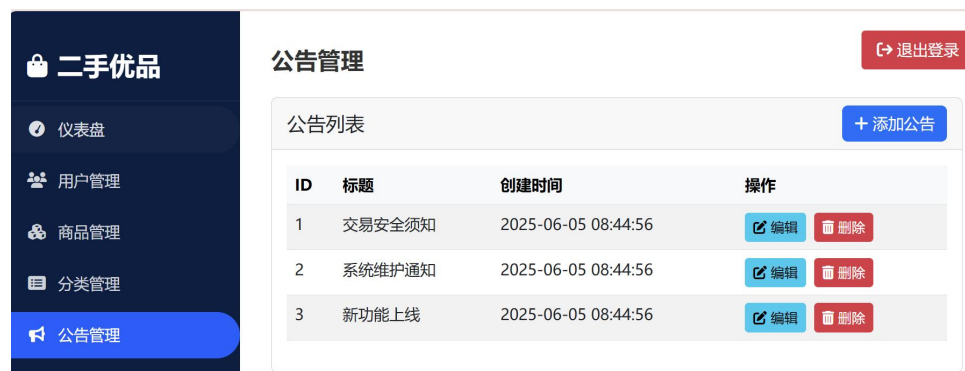 二手优品
仪表盘
用户管理
商品管理
分类管理
公告管理
公告管理
退出登录
公告列表
添加公告
ID 标题 创建时间 操作
1 交易安全须知 2025-06-05 08:44:56 编辑 删除
2 系统维护通知 2025-06-05 08:44:56 编辑 删除
3 新功能上线 2025-06-05 08:44:56 编辑 删除